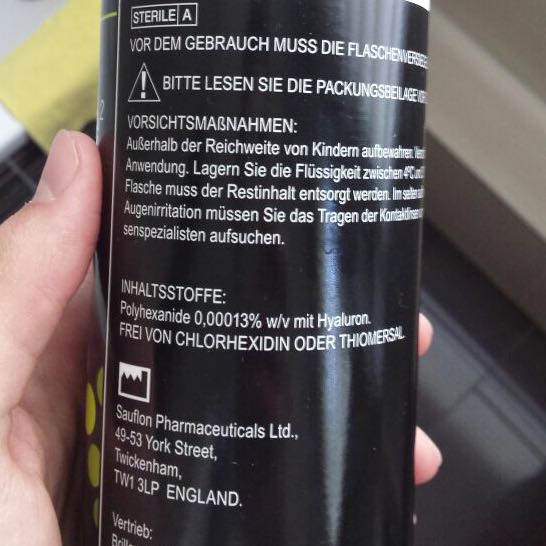 STERILE A
VOR DEM GEBRAUCH MUSS DIE
BITTE LESEN SIE DIE PACKUNGSBEILAGE
VORSICHTSMAßNAHMEN:
Außerhalb der Reichweite von Kindern aufbewahren.
Anwendung. Lagern Sie die Flüssigkeit zwischen 4°C
Flasche muss der Restinhalt entsorgt werden. Im
Augenirritation müssen Sie das Tragen der Kontaktlinsen
senspezialisten aufsuchen.
INHALTSSTOFFE:
Polyhexanide 0,00013% w/v mit Hyaluron.
FREI VON CHLORHEXIDIN ODER THIOMERSAL.
Sauflon Pharmaceuticals Ltd.,
49-53 York Street,
Twickenham,
TW1 3LP ENGLAND.
Vertrieb: